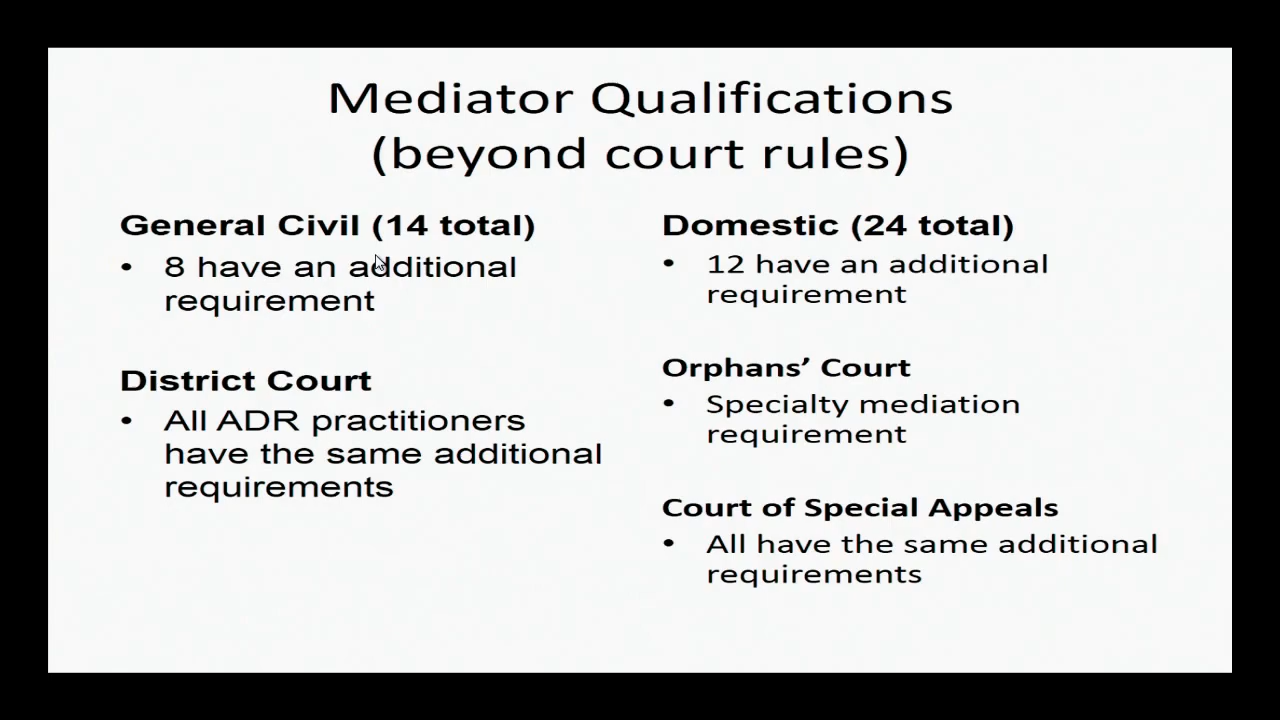 Mediator Qualifications
(beyond court rules)
General Civil (14 total)
• 8 have an additional
requirement
District Court
• All ADR practitioners
have the same additional
requirements
Domestic (24 total)
• 12 have an additional
requirement
Orphans’ Court
• Specialty mediation
requirement
Court of Special Appeals
• All have the same additional
requirements